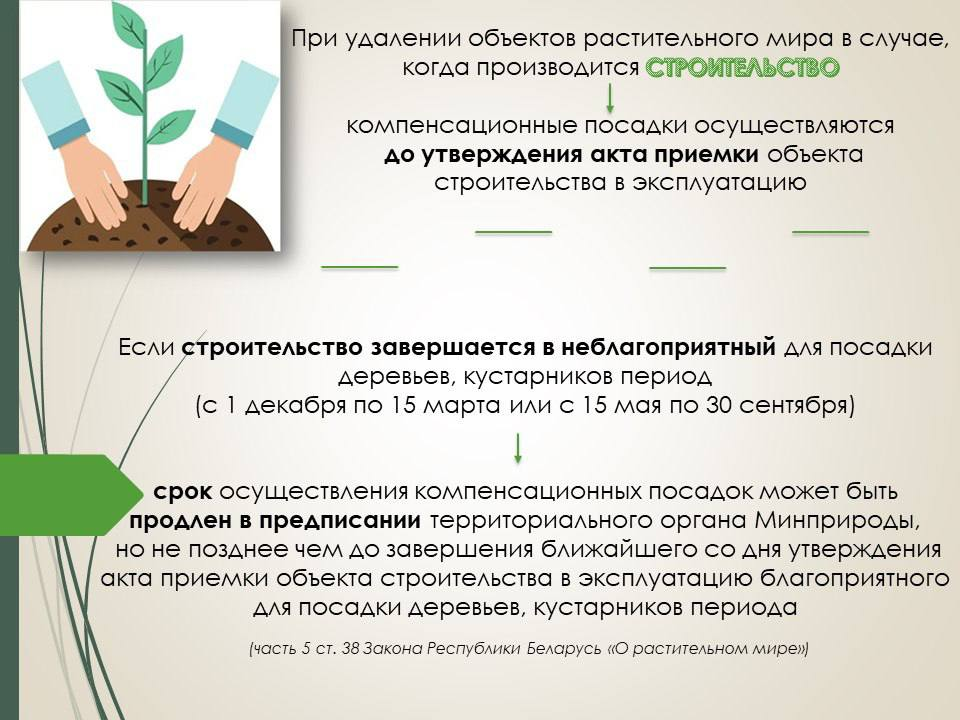 При удалении объектов растительного мира в случае,
когда производится СТРОИТЕЛЬСТВО
компенсационные посадки осуществляются
до утверждения акта приемки объекта
строительства в эксплуатацию
Если строительство завершается в неблагоприятный для посадки
деревьев, кустарников период
(с 1 декабря по 15 марта или с 15 мая по 30 сентября)
срок осуществления компенсационных посадок может быть
продлен в предписании территориального органа Минприроды,
но не позднее чем до завершения ближайшего со дня утверждения
акта приемки объекта строительства в эксплуатацию благоприятного
для посадки деревьев, кустарников периода
(часть 5 ст. 38 Закона Республики Беларусь «О растительном мире»)